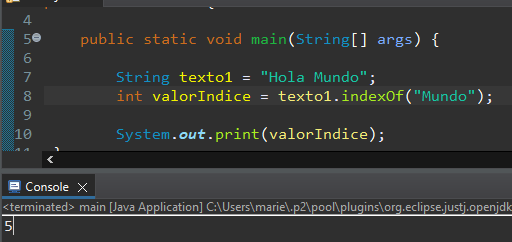 4
5 public static void main(String[] args) {
6
7 String texto1 = "Hola Mundo";
8 int valorIndice = texto1.indexOf("Mundo");
9
10 System.out.print(valorIndice);
11 }
Console
<terminated> main [Java Application] C:\Users\marie\.p2\pool\plugins\org.eclipse.justj.openjdk
5